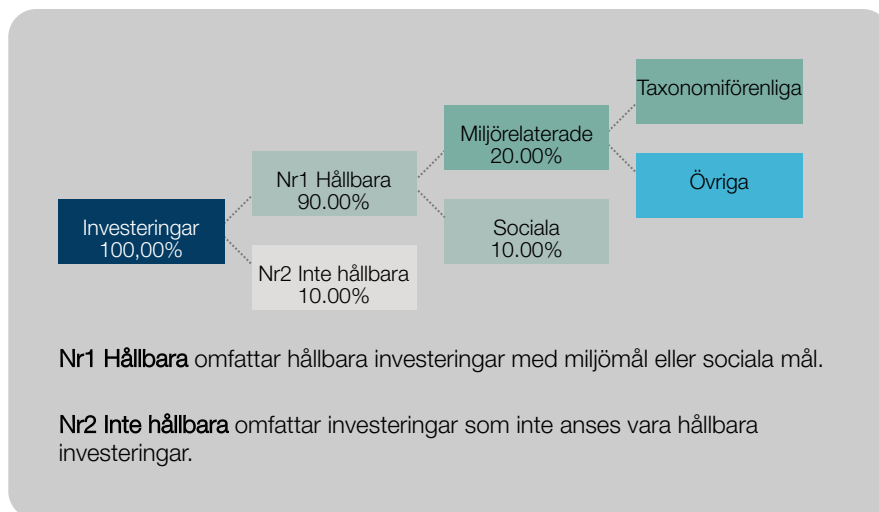 Investeringar
100,00%
Nr1 Hållbara
90.00%
Nr2 Inte hållbara
10.00%
Miljörelaterade
20.00%
Sociala
10.00%
Taxonomiförenliga
Övriga
Nr1 Hållbara omfattar hållbara investeringar med miljömål eller sociala mål.
Nr2 Inte hållbara omfattar investeringar som inte anses vara hållbara
investeringar.